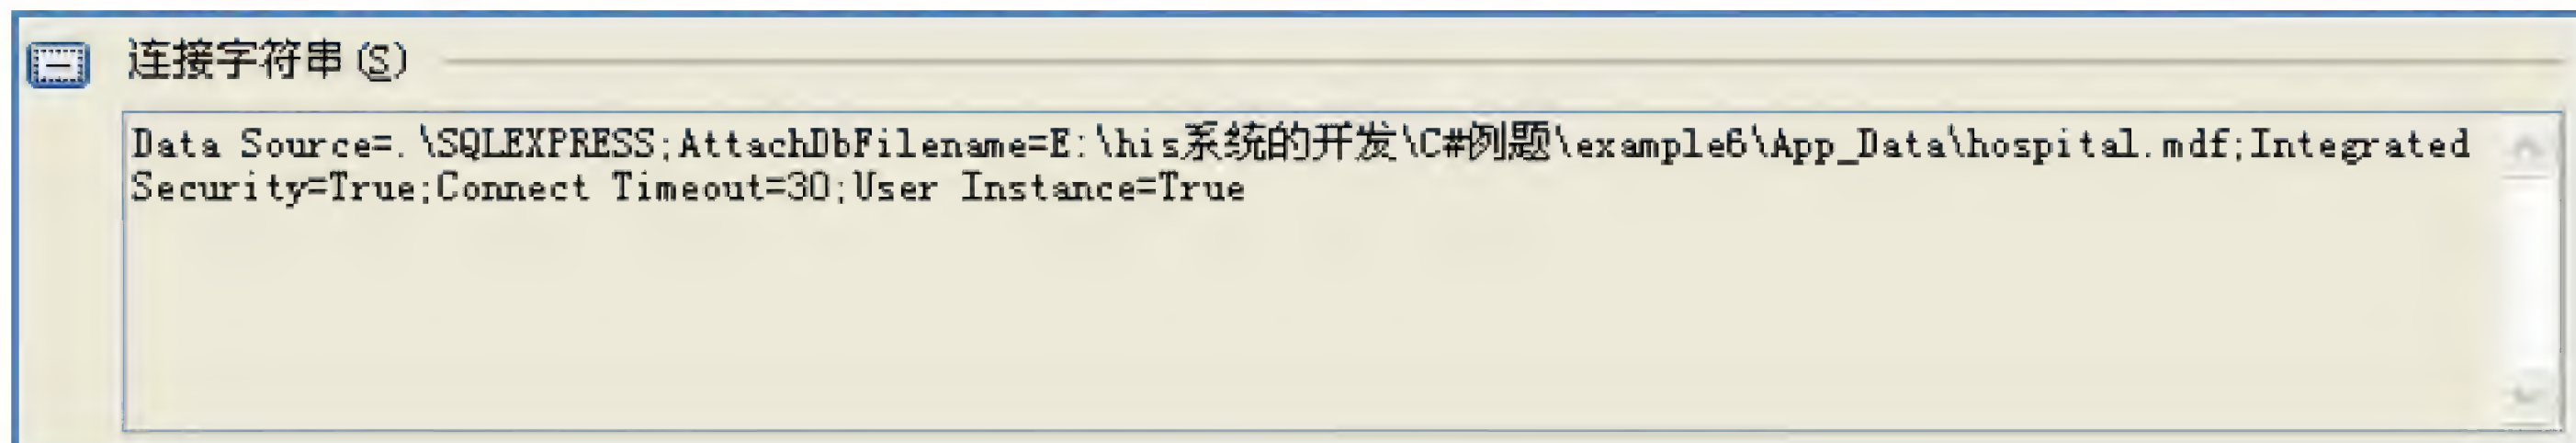 连接字符串(S)
Data Source=.\SQLEXPRESS;AttachDbFilename=E:\his系统的开发\C#例题\example6\App_Data\hospital.mdf;Integrated
Security=True;Connect Timeout=30;User Instance=True